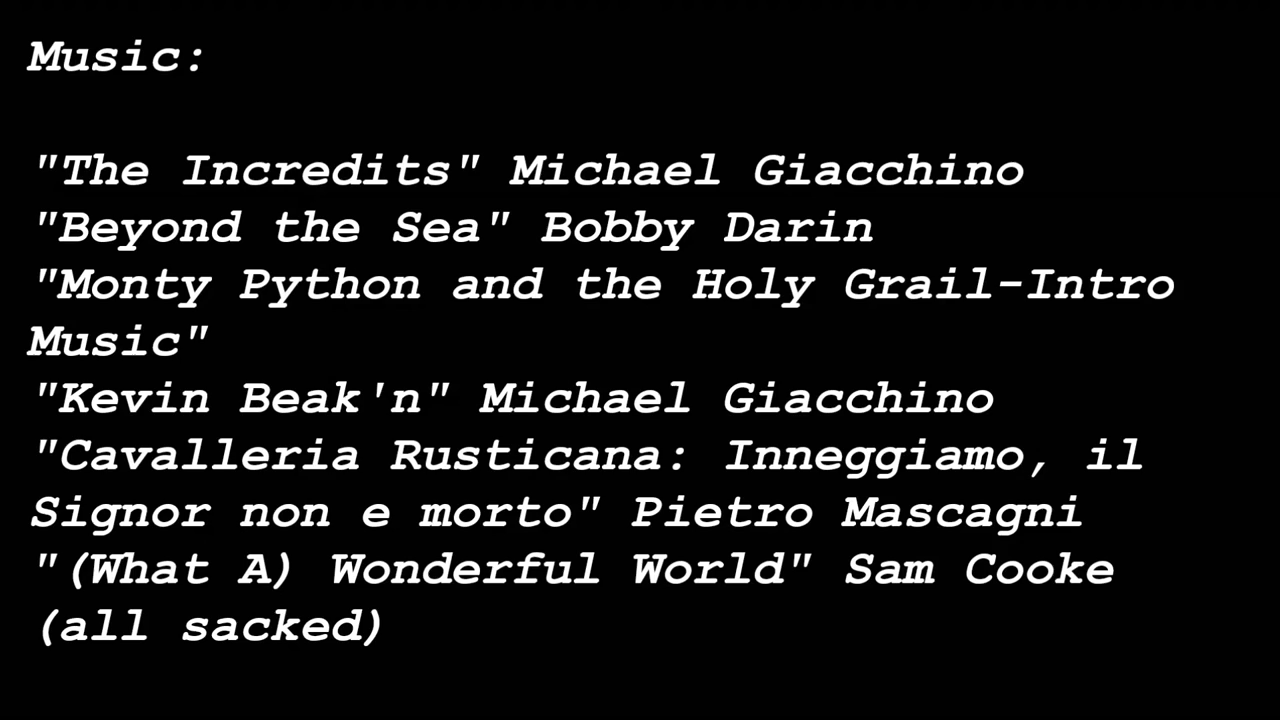 Music:
"The Incredits" Michael Giacchino
"Beyond the Sea" Bobby Darin
"Monty Python and the Holy Grail-Intro
Music"
"Kevin Beak'n" Michael Giacchino
"Cavalleria Rusticana: Inneggiamo, il
Signor non e morto" Pietro Mascagni
"(What A) Wonderful World" Sam Cooke
(all sacked)